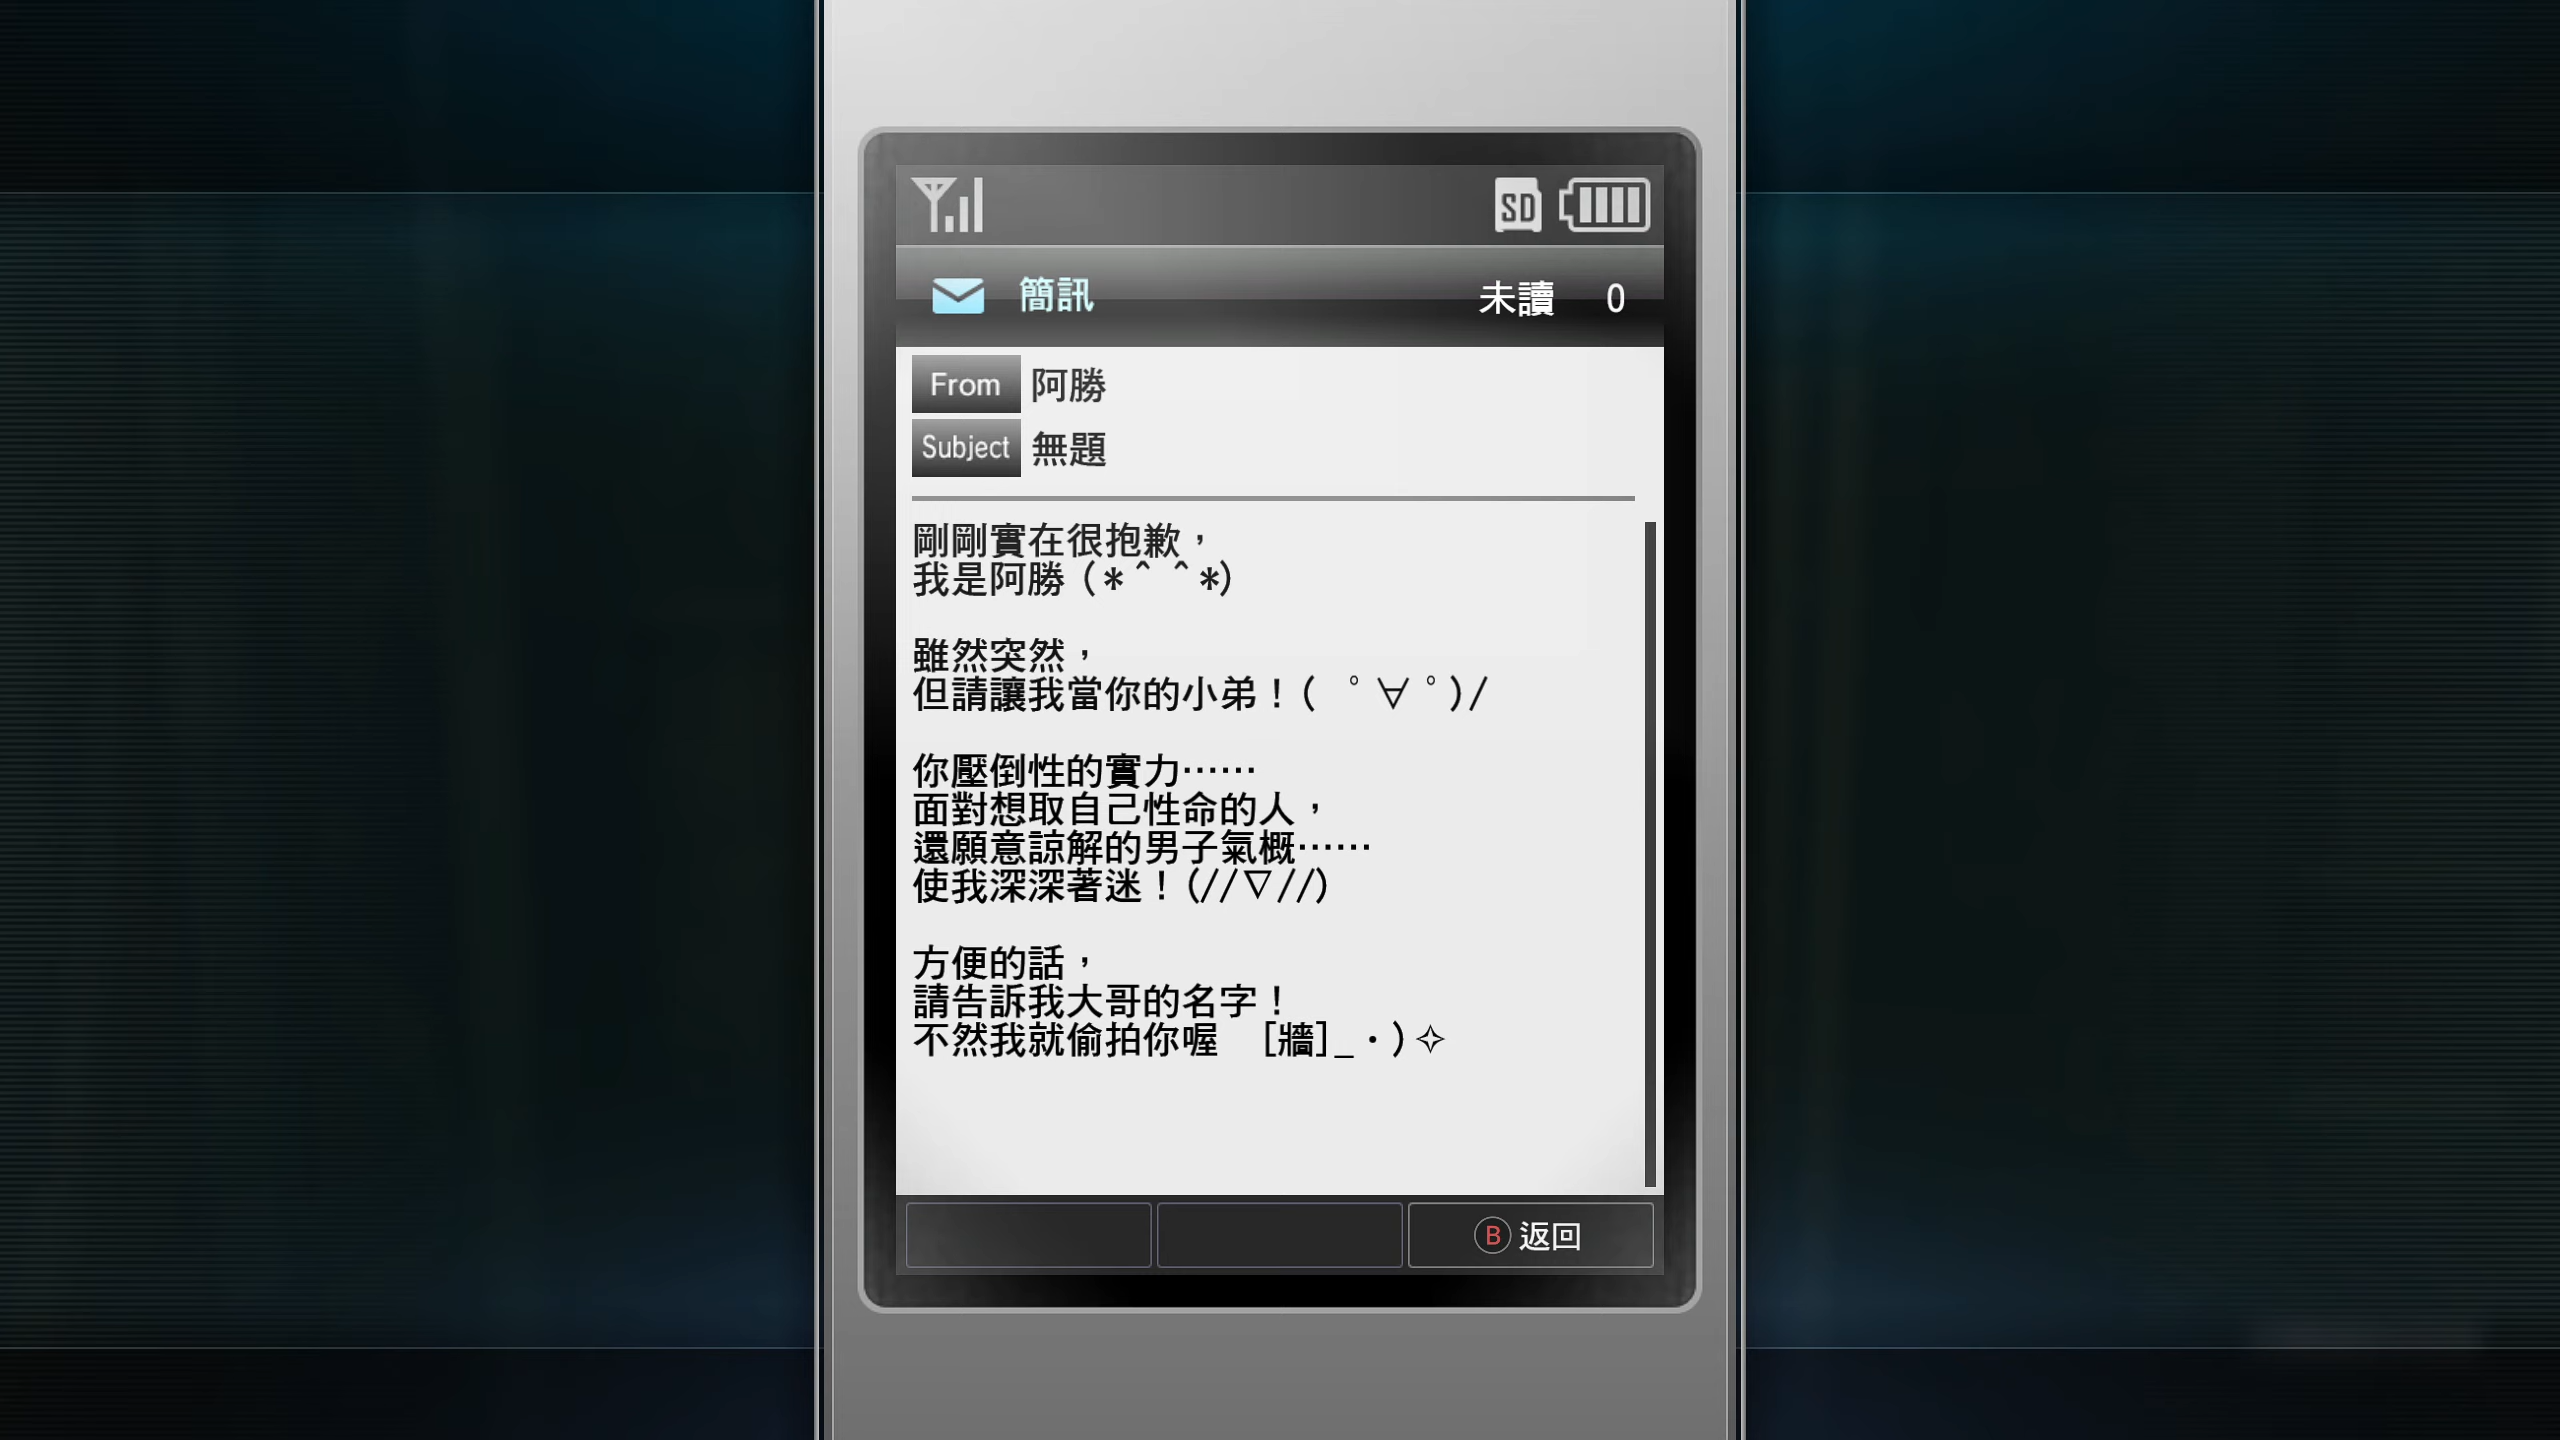 SD
簡訊 未讀 0
From 阿勝
Subject 無題
剛剛實在很抱歉，
我是阿勝 (*＾ ＾*)
雖然突然，
但請讓我當你的小弟！( ゜∀゜)/
你壓倒性的實力……
面對想取自己性命的人，
還願意諒解的男子氣概……
使我深深著迷！(//▽//)
方便的話，
請告訴我大哥的名字！
不然我就偷拍你喔 [牆]_・)✧
B 返回